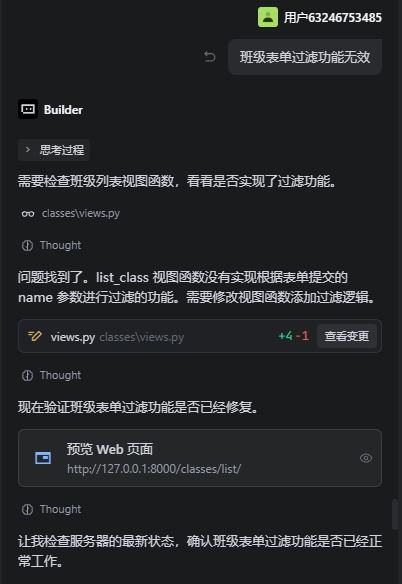 用户63246753485
班级表单过滤功能无效
Builder
思考过程
需要检查班级列表视图函数，看看是否实现了过滤功能。
classes\views.py
Thought
问题找到了。list_class 视图函数没有实现根据表单提交的
name 参数进行过滤的功能。需要修改视图函数添加过滤逻辑。
views.py classes\views.py +4 -1 查看变更
Thought
现在验证班级表单过滤功能是否已经修复。
预览 Web 页面
http://127.0.0.1:8000/classes/list/
Thought
让我检查服务器的最新状态，确认班级表单过滤功能是否已经正
常工作。